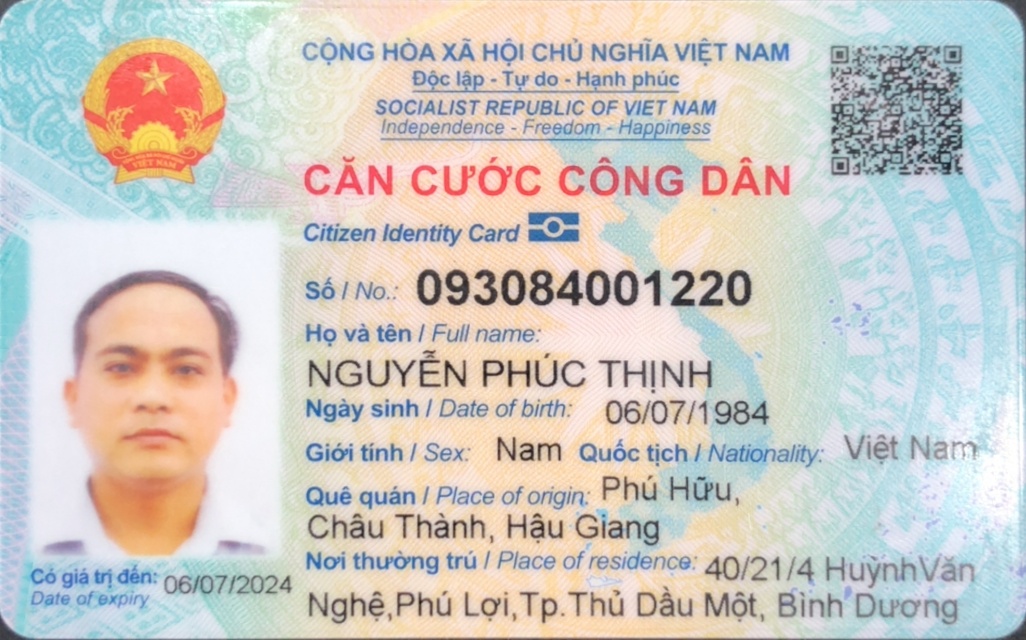 CỘNG HÒA XÃ HỘI CHỦ NGHĨA VIỆT NAM
Độc lập - Tự do - Hạnh phúc
SOCIALIST REPUBLIC OF VIET NAM
Independence - Freedom - Happiness
CĂN CƯỚC CÔNG DÂN
Citizen Identity Card
Số / No.: 093084001220
Họ và tên / Full name:
NGUYỄN PHÚC THỊNH
Ngày sinh / Date of birth: 06/07/1984
Giới tính / Sex: Nam Quốc tịch / Nationality: Việt Nam
Quê quán / Place of origin: Phú Hữu,
Châu Thành, Hậu Giang
Nơi thường trú / Place of residence: 40/21/4 HuỳnhVăn
Nghệ,Phú Lợi,Tp.Thủ Dầu Một, Bình Dương
Có giá trị đến: 06/07/2024
Date of expiry